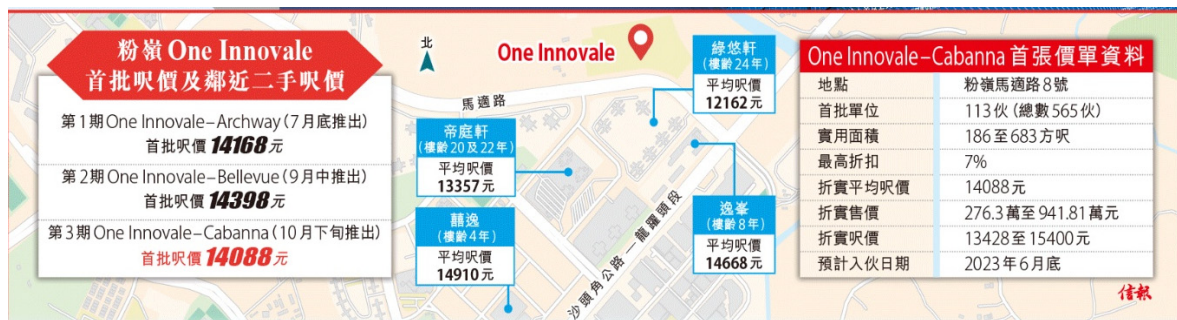 粉嶺 One Innovale
首批呎價及鄰近二手呎價
第1期 One Innovale–Archway (7月底推出)
首批呎價 14168元
第2期 One Innovale–Bellevue (9月中推出)
首批呎價 14398元
第3期 One Innovale–Cabanna (10月下旬推出)
首批呎價 14088元
北
One Innovale
馬適路
綠悠軒
(樓齡24年)
平均呎價
12162元
帝庭軒
(樓齡20及22年)
平均呎價
13357元
囍逸
(樓齡4年)
平均呎價
14910元
逸峯
(樓齡8年)
平均呎價
14668元
沙頭角公路—龍躍頭段
One Innovale–Cabanna 首張價單資料
地點 粉嶺馬適路8號
首批單位 113伙 (總數565伙)
實用面積 186至683方呎
最高折扣 7%
折實平均呎價 14088元
折實售價 276.3萬至941.81萬元
折實呎價 13428至15400元
預計入伙日期 2023年6月底
信報